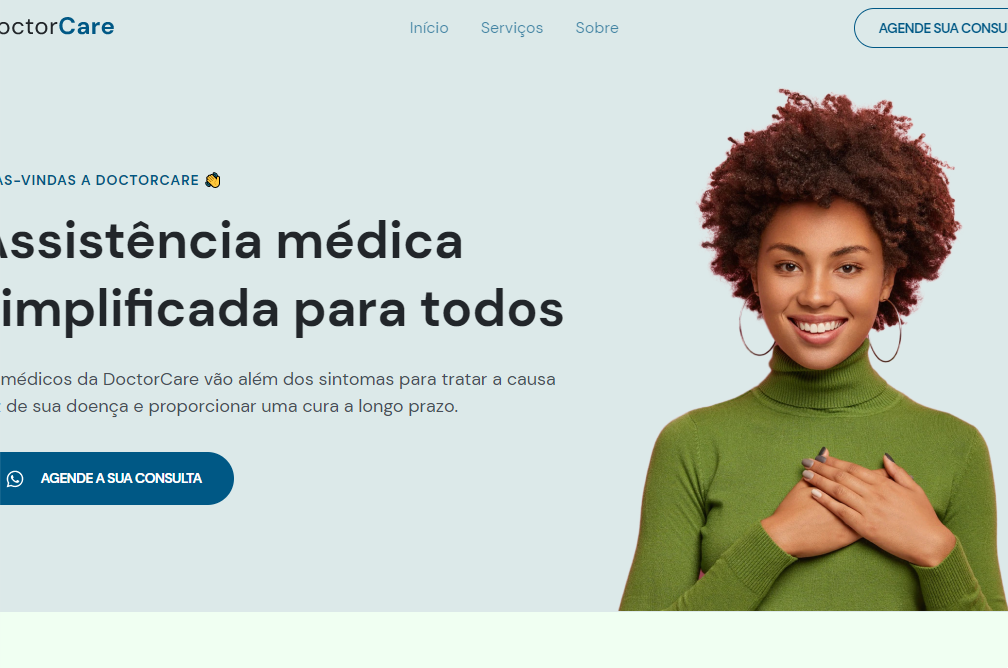 octorCare
Início Serviços Sobre
AGENDE SUA CONSU
AS-VINDAS A DOCTORCARE 👏
Assistência médica
implificada para todos
médicos da DoctorCare vão além dos sintomas para tratar a causa
de sua doença e proporcionar uma cura a longo prazo.
AGENDE A SUA CONSULTA